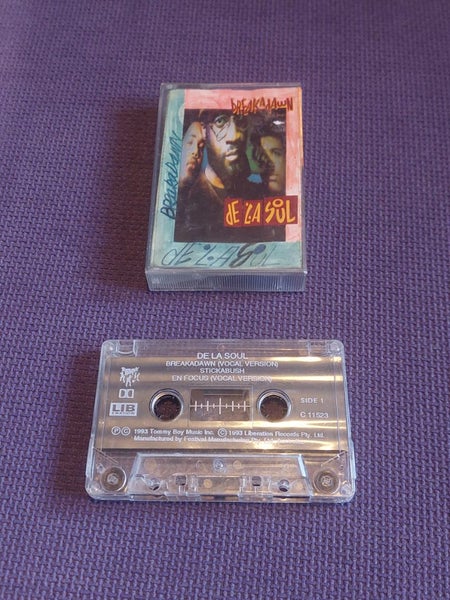 BREAKADAWN
BREAKADAWN
DE LA SOUL
DE LA SOUL
DE LA SOUL
BREAKADAWN (VOCAL VERSION)
STICKABUSH
EN FOCUS (VOCAL VERSION)
LIB
SIDE 1
C 11523
℗ © 1993 Tommy Boy Music Inc. © 1993 Liberation Records Pty. Ltd.
Manufactured by Festival